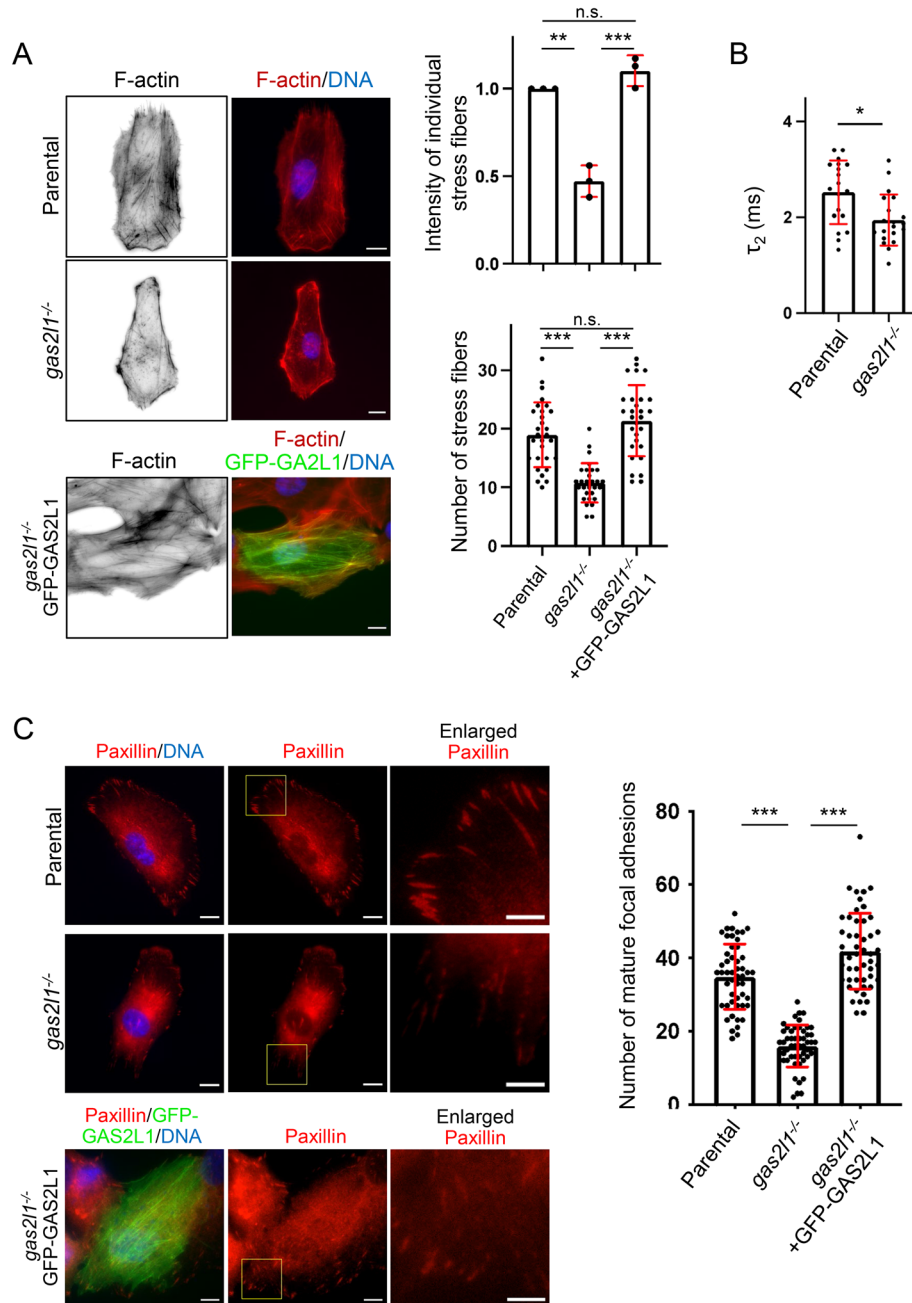 A
F-actin
F-actin/DNA
Parental
gas2l1-/-
F-actin
F-actin/
GFP-GA2L1/DNA
gas2l1-/-
GFP-GAS2L1
n.s.
**
***
Intensity of individual
stress fibers
1.0
0.5
0.0
n.s.
***
***
Number of stress fibers
30
20
10
0
Parental
gas2l1-/-
gas2l1-/-
+GFP-GAS2L1
B
*
τ2 (ms)
4
2
0
Parental
gas2l1-/-
C
Paxillin/DNA
Paxillin
Enlarged
Paxillin
Parental
gas2l1-/-
Paxillin/GFP-
GAS2L1/DNA
Paxillin
Enlarged
Paxillin
gas2l1-/-
GFP-GAS2L1
***
***
Number of mature focal adhesions
80
60
40
20
0
Parental
gas2l1-/-
gas2l1-/-
+GFP-GAS2L1